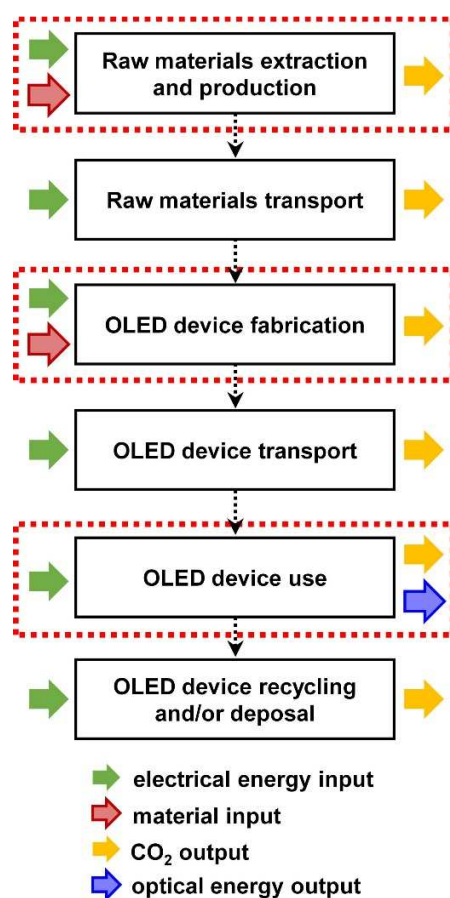 Raw materials extraction
and production
Raw materials transport
OLED device fabrication
OLED device transport
OLED device use
OLED device recycling
and/or deposal
electrical energy input
material input
CO₂ output
optical energy output